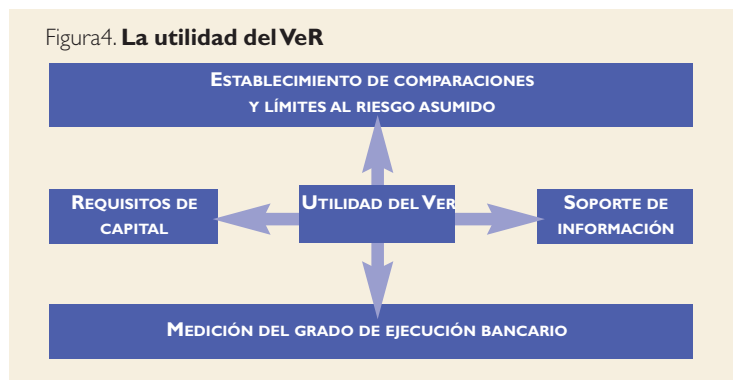 Figura4. La utilidad del VeR
ESTABLECIMIENTO DE COMPARACIONES
Y LÍMITES AL RIESGO ASUMIDO
REQUISITOS DE
CAPITAL
UTILIDAD DEL VER
SOPORTE DE
INFORMACIÓN
MEDICIÓN DEL GRADO DE EJECUCIÓN BANCARIO